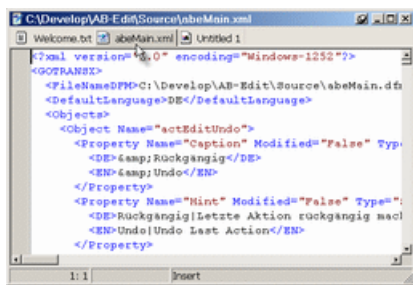 C:\Develop\AB-Edit\Source\abeMain.xml
Welcome.txt abeMain.xml Untitled 1
<?xml version="1.0" encoding="Windows-1252"?>
<GOTRANSX>
<FileNameDFM>C:\Develop\AB-Edit\Source\abeMain.dfm
<DefaultLanguage>DE</DefaultLanguage>
<Objects>
<Object Name="actEditUndo">
<Property Name="Caption" Modified="False" Type
<DE>&amp;Rückgängig</DE>
<EN>&amp;Undo</EN>
</Property>
<Property Name="Hint" Modified="False" Type="S
<DE>Rückgängig|Letzte Aktion rückgängig mach
<EN>Undo|Undo Last Action</EN>
</Property>
1: 1 Insert